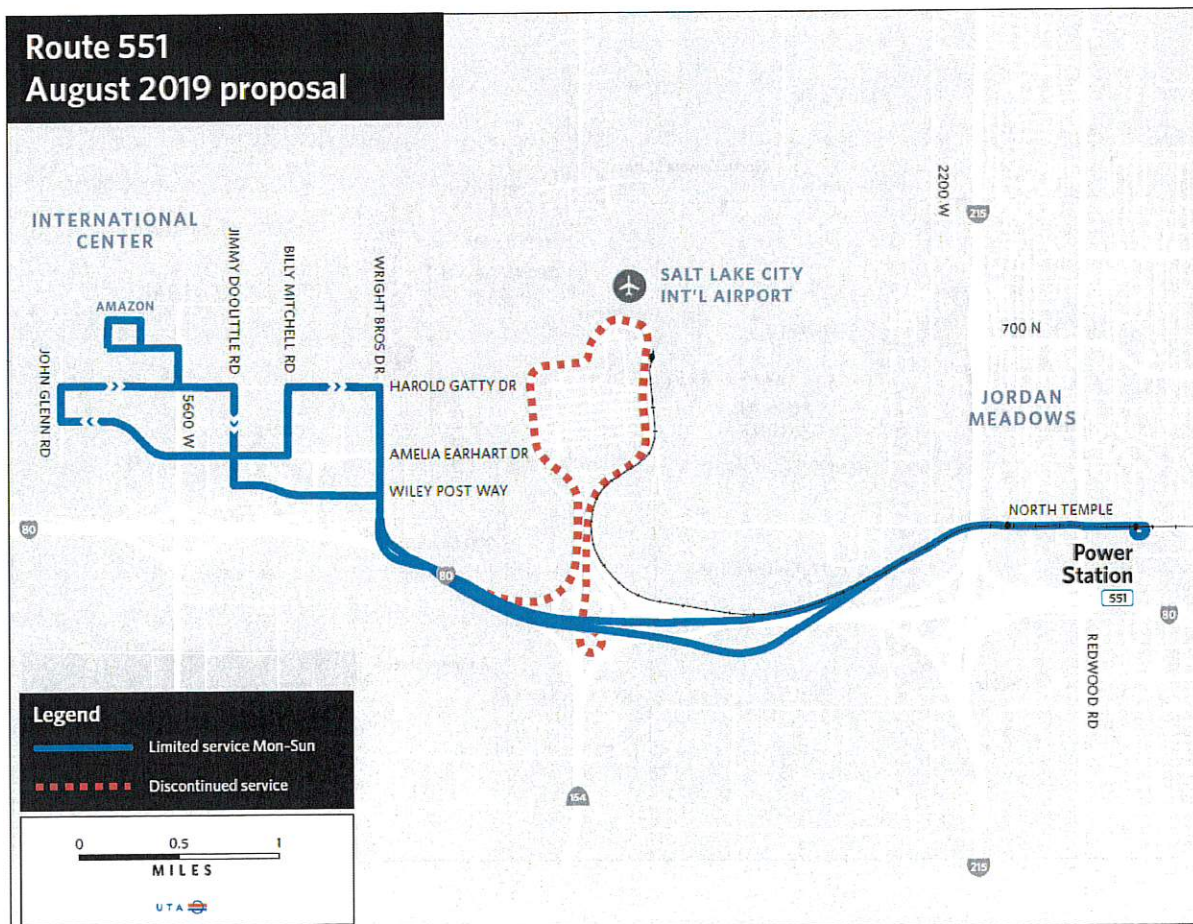 Route 551
August 2019 proposal
2200 W
215
INTERNATIONAL
CENTER
JIMMY DOOLITTLE RD
BILLY MITCHELL RD
WRIGHT BROS DR
SALT LAKE CITY
INT'L AIRPORT
AMAZON
700 N
JOHN GLENN RD
5600 W
HAROLD GATTY DR
JORDAN
MEADOWS
AMELIA EARHART DR
WILEY POST WAY
NORTH TEMPLE
80
80
Power
Station
551
80
REDWOOD RD
Legend
Limited service Mon-Sun
Discontinued service
154
0 0.5 1
MILES
215
UTA